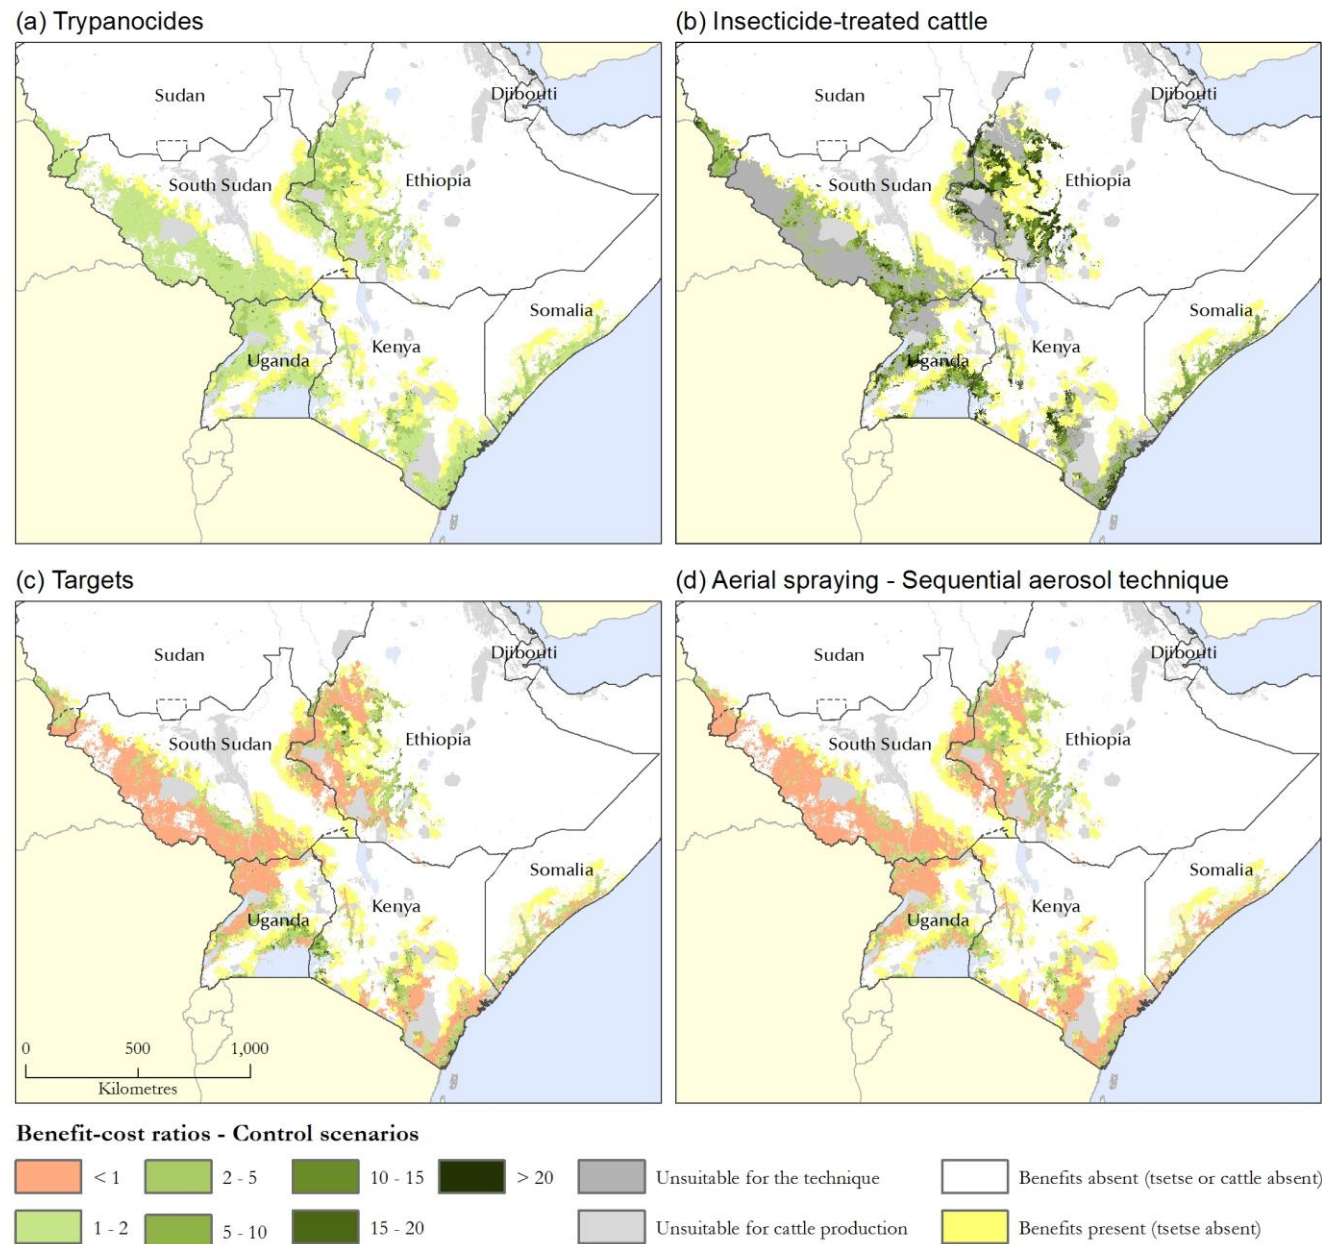 (a) Trypanocides
(b) Insecticide-treated cattle
Sudan
Djibouti
South Sudan
Ethiopia
Somalia
Uganda
Kenya
Sudan
Djibouti
South Sudan
Ethiopia
Somalia
Uganda
Kenya
(c) Targets
(d) Aerial spraying - Sequential aerosol technique
Sudan
Djibouti
South Sudan
Ethiopia
Somalia
Uganda
Kenya
0 500 1,000
Kilometres
Sudan
Djibouti
South Sudan
Ethiopia
Somalia
Uganda
Kenya
Benefit-cost ratios - Control scenarios
< 1
2 - 5
10 - 15
> 20
Unsuitable for the technique
Benefits absent (tsetse or cattle absent)
1 - 2
5 - 10
15 - 20
Unsuitable for cattle production
Benefits present (tsetse absent)